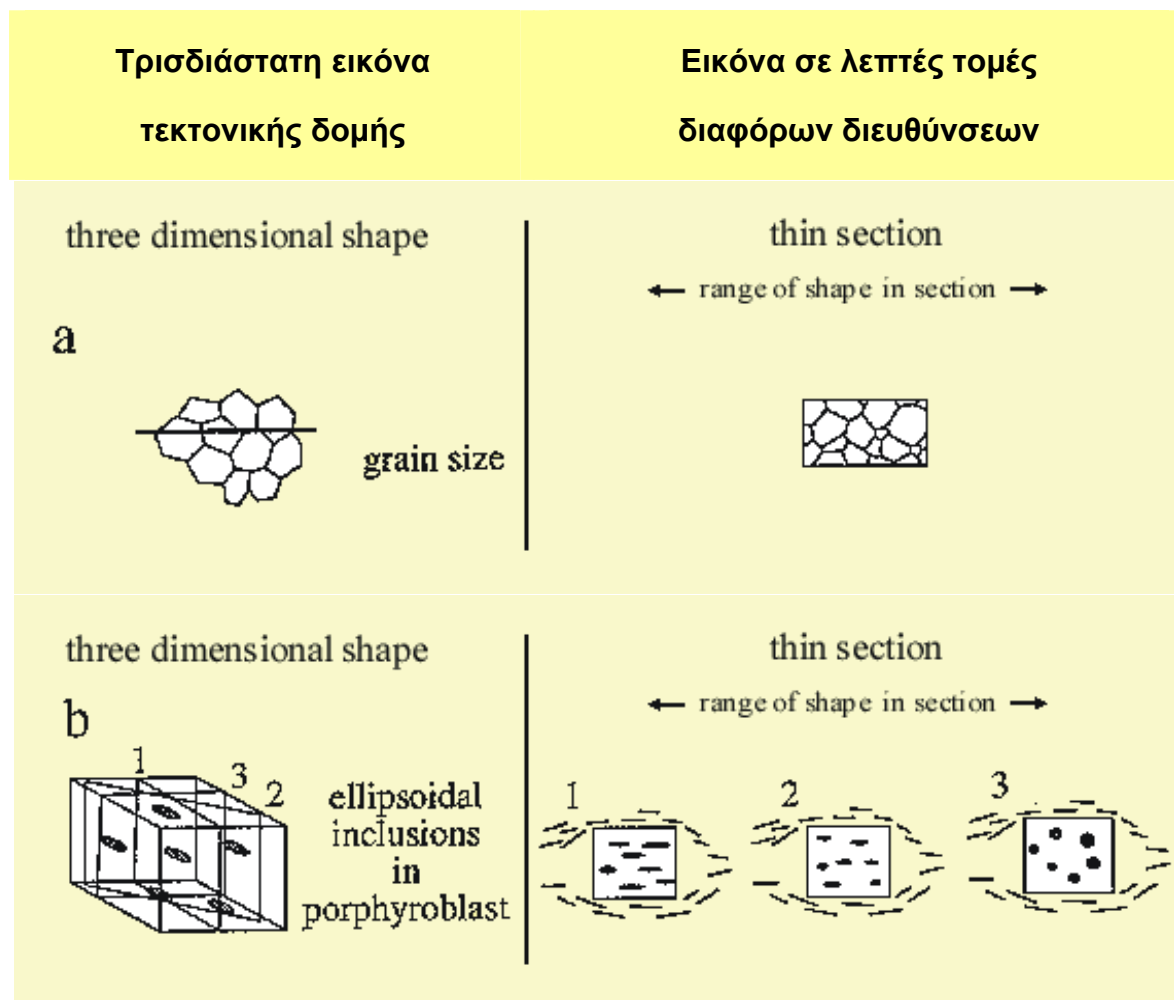 Τρισδιάστατη εικόνα
τεκτονικής δομής
Εικόνα σε λεπτές τομές
διαφόρων διευθύνσεων
three dimensional shape
thin section
range of shape in section
a
grain size
three dimensional shape
thin section
range of shape in section
b
1
3
2
ellipsoidal
inclusions
in
porphyroblast
1
2
3